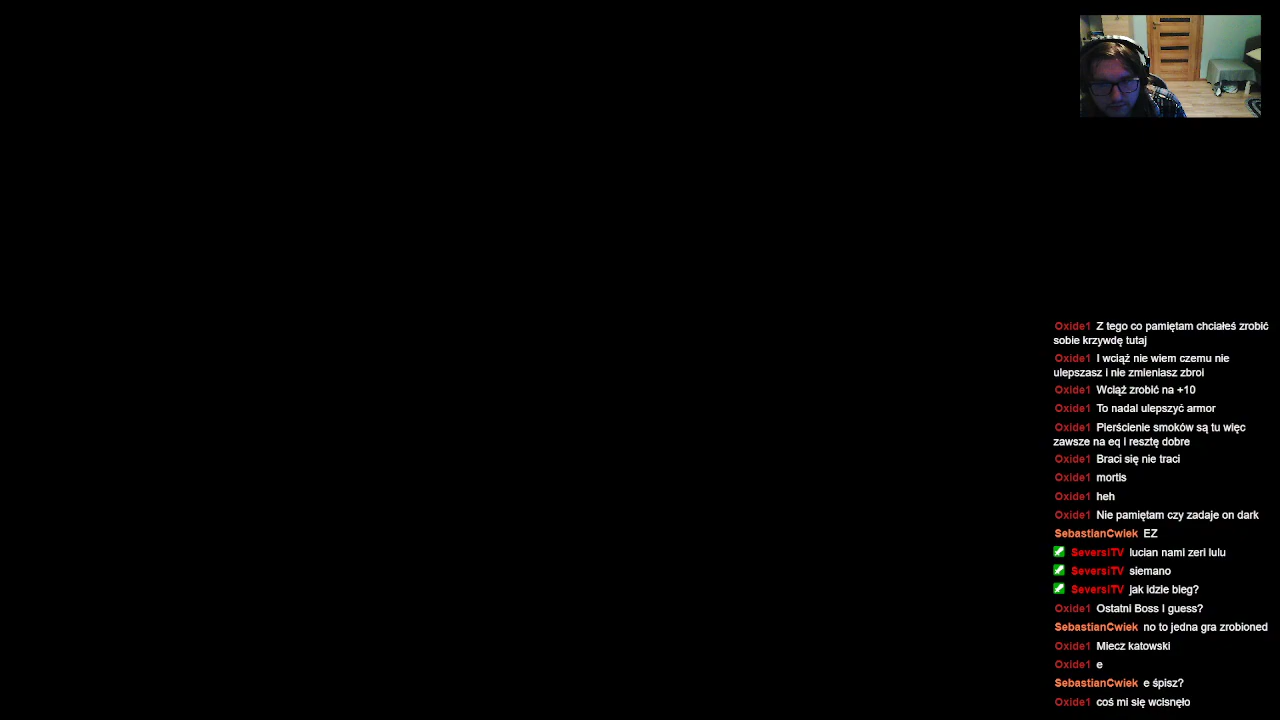 Oxide1 Z tego co pamiętam chciałeś zrobić
sobie krzywdę tutaj
Oxide1 I wciąż nie wiem czemu nie
ulepszasz i nie zmieniasz zbroi
Oxide1 Wciąż zrobić na +10
Oxide1 To nadal ulepszyć armor
Oxide1 Pierścienie smoków są tu więc
zawsze na eq i resztę dobre
Oxide1 Braci się nie traci
Oxide1 mortis
Oxide1 heh
Oxide1 Nie pamiętam czy zadaje on dark
SebastianCwiek EZ
SeversiTV lucian nami zeri lulu
SeversiTV siemano
SeversiTV jak idzie bieg?
Oxide1 Ostatni Boss I guess?
SebastianCwiek no to jedna gra zrobioned
Oxide1 Miecz katowski
Oxide1 e
SebastianCwiek e śpisz?
Oxide1 coś mi się wcisnęło